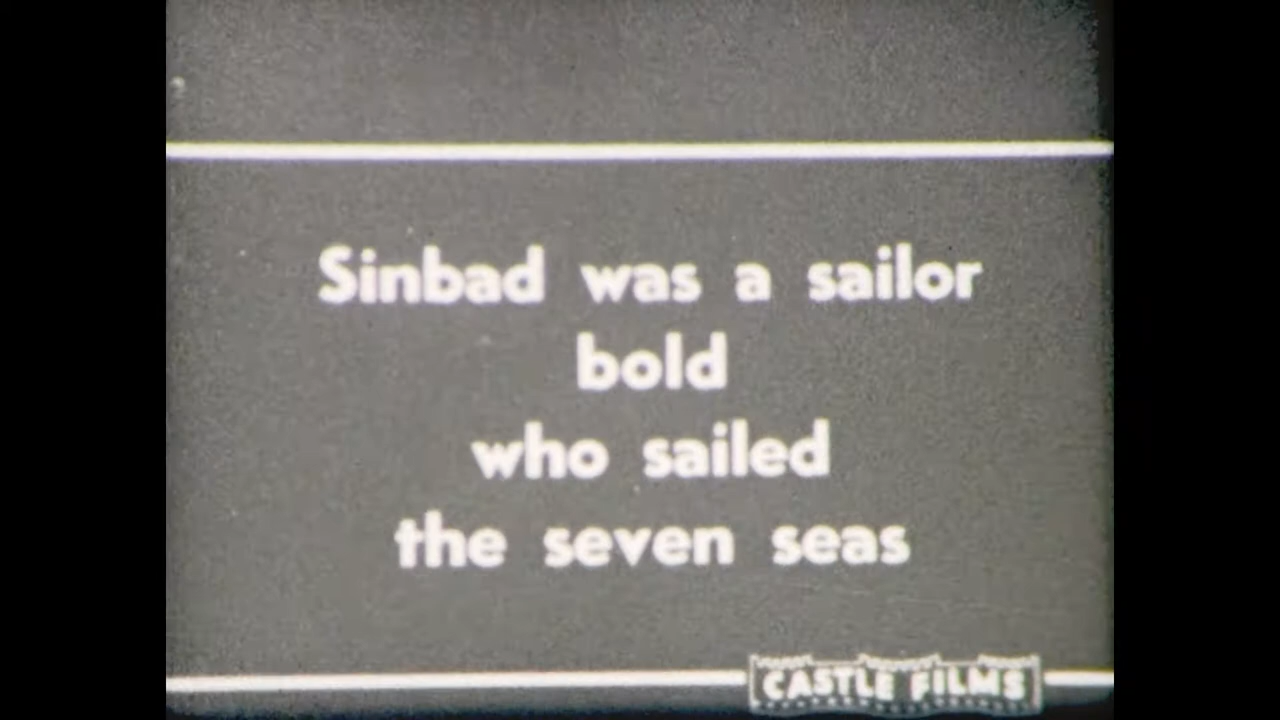 Sinbad was a sailor
bold
who sailed
the seven seas
CASTLE FILMS